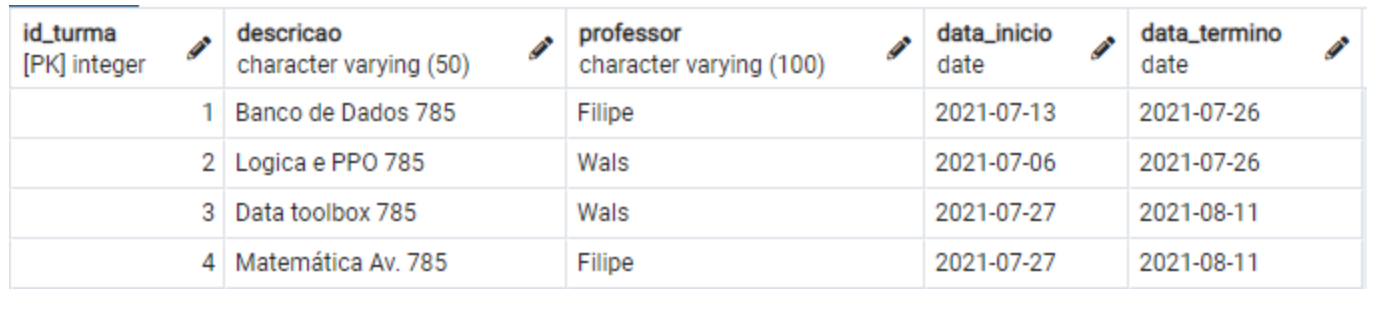 id_turma descricao professor data_inicio data_termino
[PK] integer character varying (50) character varying (100) date date
1 Banco de Dados 785 Filipe 2021-07-13 2021-07-26
2 Logica e PPO 785 Wals 2021-07-06 2021-07-26
3 Data toolbox 785 Wals 2021-07-27 2021-08-11
4 Matemática Av. 785 Filipe 2021-07-27 2021-08-11